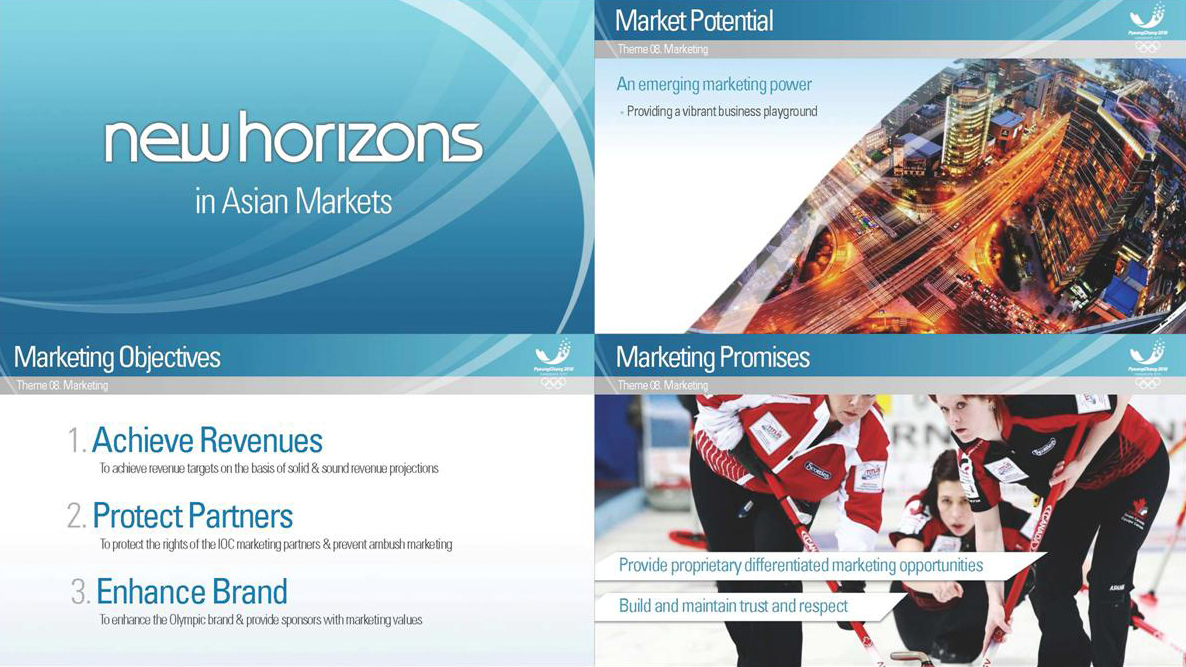 new horizons
in Asian Markets
Market Potential
PyeongChang 2018
Theme 08. Marketing
An emerging marketing power
- Providing a vibrant business playground
Marketing Objectives
PyeongChang 2018
Theme 08. Marketing
1. Achieve Revenues
To achieve revenue targets on the basis of solid & sound revenue projections
2. Protect Partners
To protect the rights of the IOC marketing partners & prevent ambush marketing
3. Enhance Brand
To enhance the Olympic brand & provide sponsors with marketing values
Marketing Promises
PyeongChang 2018
Theme 08. Marketing
Scotties
Scotties
Provide proprietary differentiated marketing opportunities
Build and maintain trust and respect